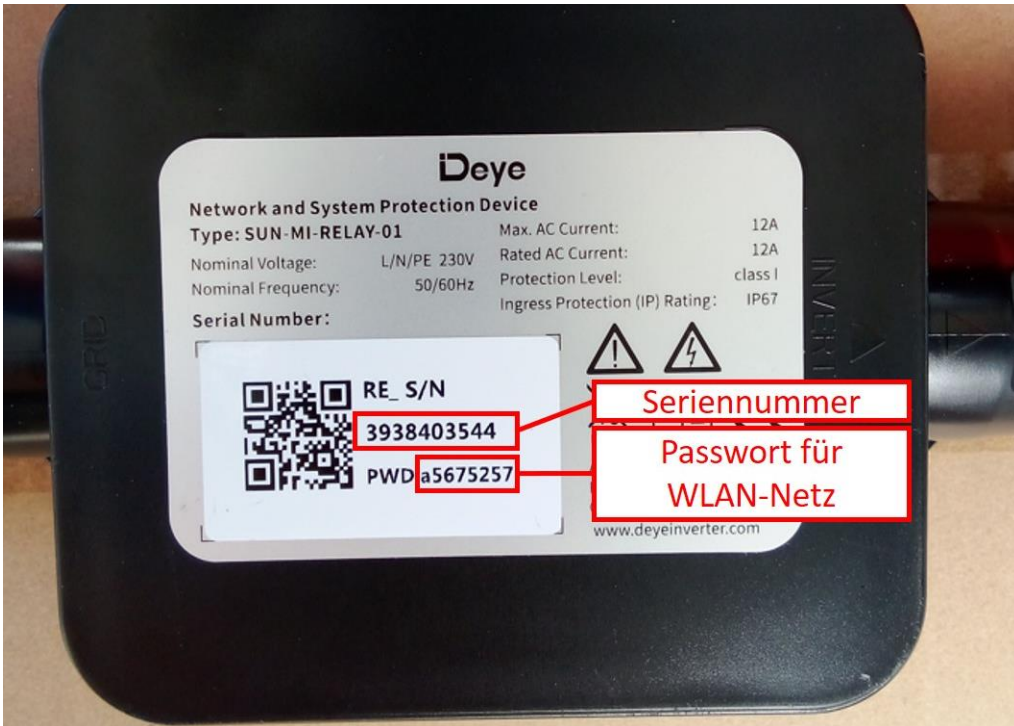 Deye
Network and System Protection Device
Type: SUN-MI-RELAY-01
Nominal Voltage: L/N/PE 230V
Nominal Frequency: 50/60Hz
Serial Number:
Max. AC Current: 12A
Rated AC Current: 12A
Protection Level: class I
Ingress Protection (IP) Rating: IP67
RE_ S/N
3938403544
PWD a5675257
Seriennummer
Passwort für
WLAN-Netz
www.deyeinverter.com
GRID
INVERT